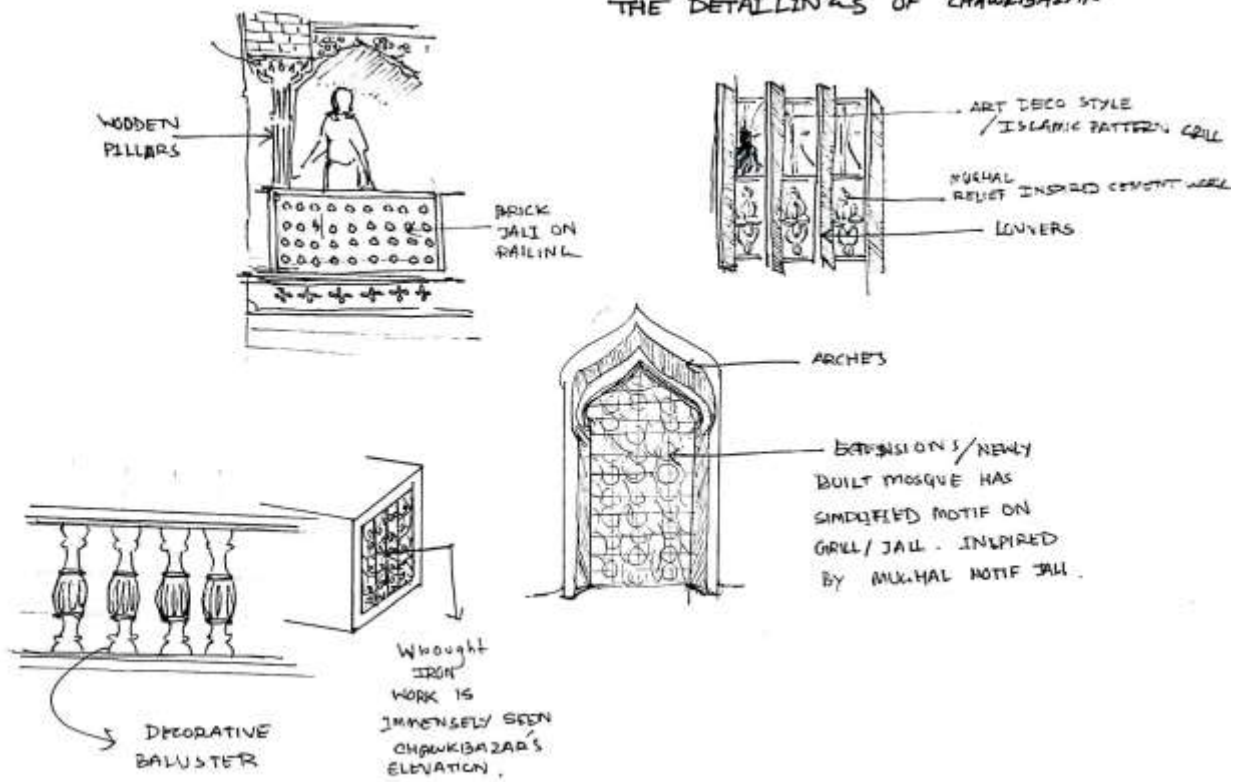 THE DETAILINGS OF CHAWKBAZAR
WOODEN
PILLARS
BRICK
JALI ON
RAILING
ART DECO STYLE
/ISLAMIC PATTERN GRILL
MUGHAL
RELIEF INSPIRED CEMENT WORK
LOUVERS
ARCHES
EXTENSIONS/NEWLY
BUILT MOSQUE HAS
SIMPLIFIED MOTIF ON
GRILL/JALI. INSPIRED
BY MUGHAL MOTIF JALI.
DECORATIVE
BALUSTER
Whought
IRON
WORK IS
IMMENSELY SEEN
CHAWKBAZAR'S
ELEVATION.